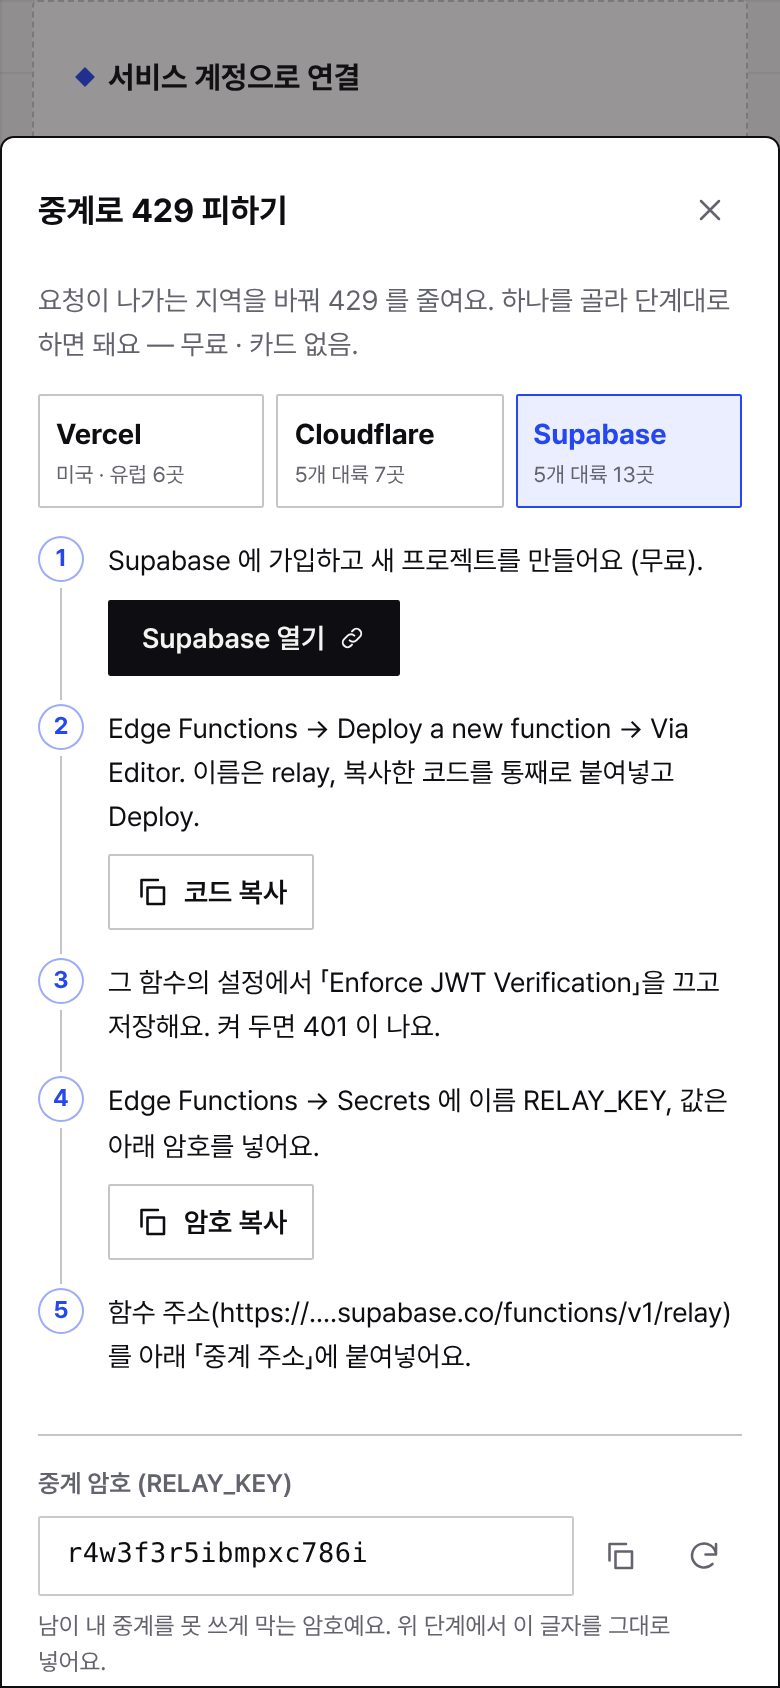 서비스 계정으로 연결
중계로 429 피하기
요청이 나가는 지역을 바꿔 429 를 줄여요. 하나를 골라 단계대로
하면 돼요 — 무료 · 카드 없음.
Vercel
미국 · 유럽 6곳
Cloudflare
5개 대륙 7곳
Supabase
5개 대륙 13곳
1
Supabase 에 가입하고 새 프로젝트를 만들어요 (무료).
Supabase 열기
2
Edge Functions → Deploy a new function → Via
Editor. 이름은 relay, 복사한 코드를 통째로 붙여넣고
Deploy.
코드 복사
3
그 함수의 설정에서 「Enforce JWT Verification」을 끄고
저장해요. 켜 두면 401 이 나요.
4
Edge Functions → Secrets 에 이름 RELAY_KEY, 값은
아래 암호를 넣어요.
암호 복사
5
함수 주소(https://....supabase.co/functions/v1/relay)
를 아래 「중계 주소」에 붙여넣어요.
중계 암호 (RELAY_KEY)
r4w3f3r5ibmpxc786i
남이 내 중계를 못 쓰게 막는 암호예요. 위 단계에서 이 글자를 그대로
넣어요.